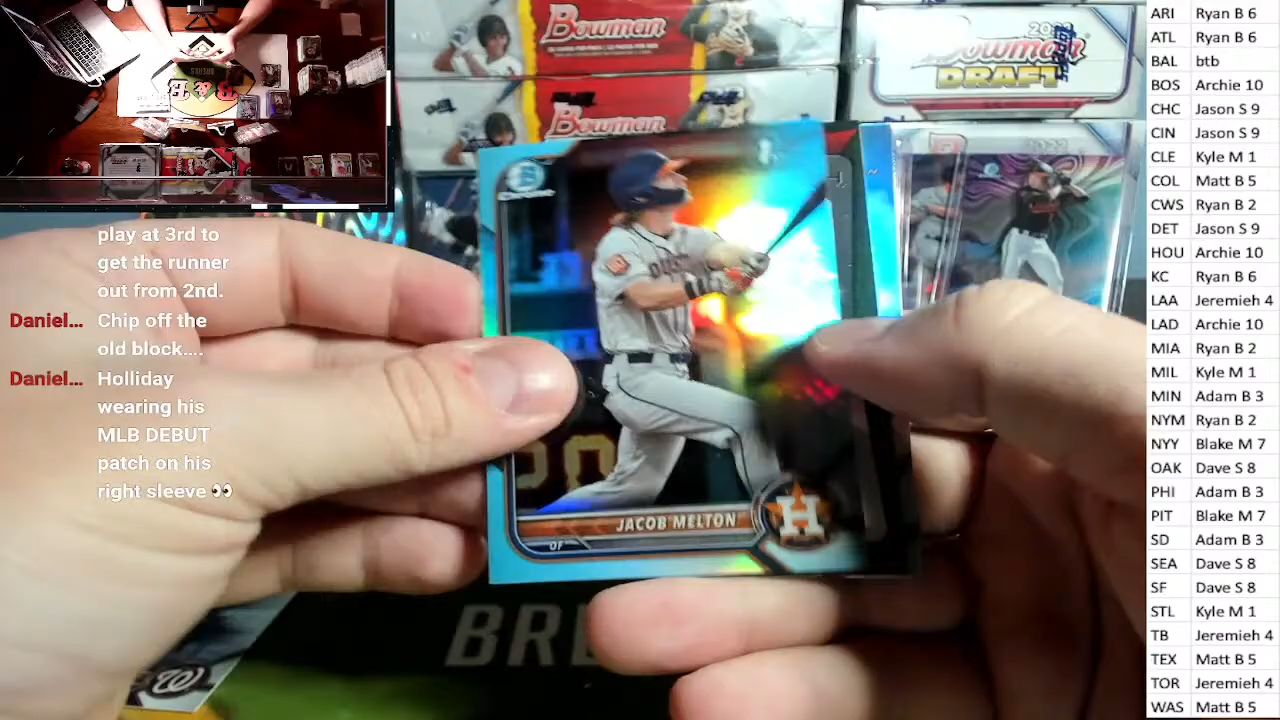 Bowman
2022
Bowman
DRAFT
Bowman
2022
play at 3rd to
get the runner
out from 2nd.
Daniel... Chip off the
old block....
Daniel... Holliday
wearing his
MLB DEBUT
patch on his
right sleeve 👀
JACOB MELTON
OF
H
BRE
W
ARI Ryan B 6
ATL Ryan B 6
BAL btb
BOS Archie 10
CHC Jason S 9
CIN Jason S 9
CLE Kyle M 1
COL Matt B 5
CWS Ryan B 2
DET Jason S 9
HOU Archie 10
KC Ryan B 6
LAA Jeremieh 4
LAD Archie 10
MIA Ryan B 2
MIL Kyle M 1
MIN Adam B 3
NYM Ryan B 2
NYY Blake M 7
OAK Dave S 8
PHI Adam B 3
PIT Blake M 7
SD Adam B 3
SEA Dave S 8
SF Dave S 8
STL Kyle M 1
TB Jeremieh 4
TEX Matt B 5
TOR Jeremieh 4
WAS Matt B 5